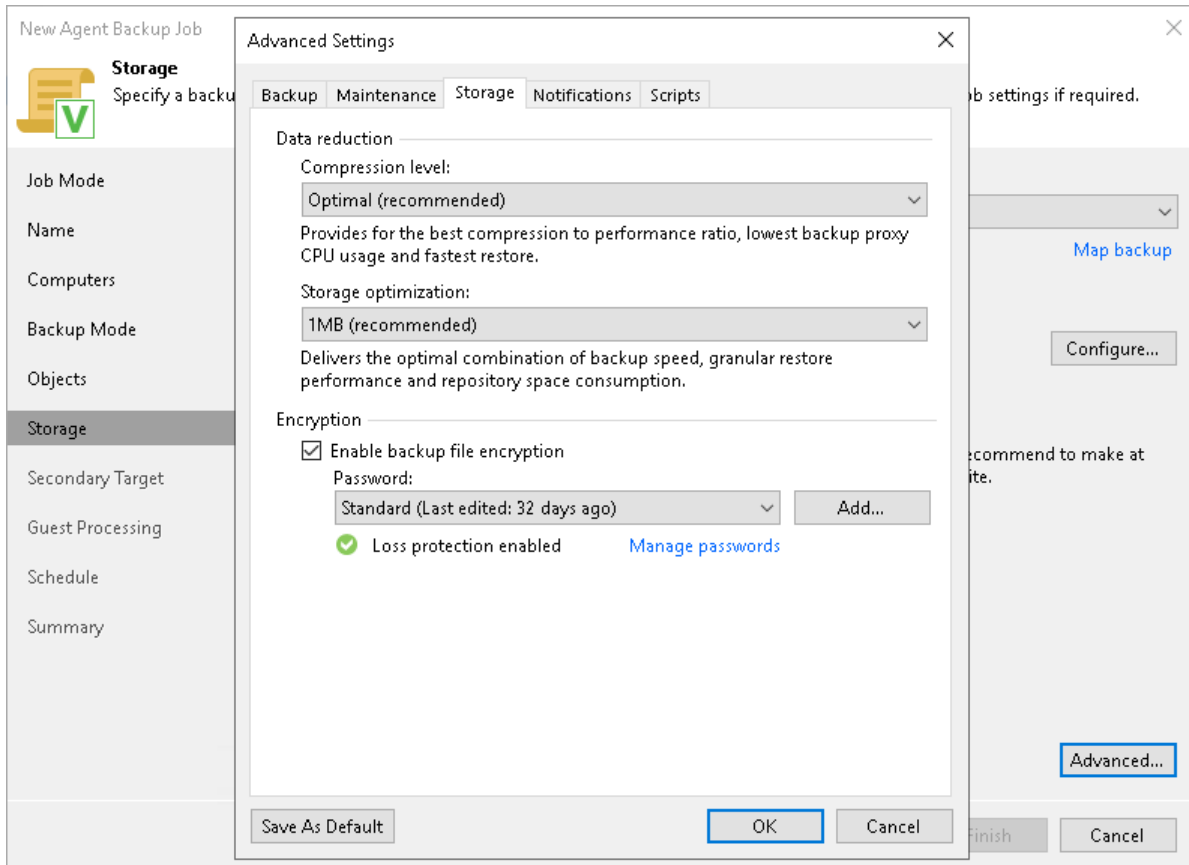 New Agent Backup Job
Storage
Specify a backu
b settings if required.
Job Mode
Name
Computers
Backup Mode
Objects
Storage
Secondary Target
Guest Processing
Schedule
Summary
Advanced Settings
Backup
Maintenance
Storage
Notifications
Scripts
Data reduction
Compression level:
Optimal (recommended)
Provides for the best compression to performance ratio, lowest backup proxy
CPU usage and fastest restore.
Storage optimization:
1MB (recommended)
Delivers the optimal combination of backup speed, granular restore
performance and repository space consumption.
Encryption
Enable backup file encryption
Password:
Standard (Last edited: 32 days ago)
Add...
Loss protection enabled
Manage passwords
Save As Default
OK
Cancel
Map backup
Configure...
ecommend to make at
ite.
Advanced...
Finish
Cancel